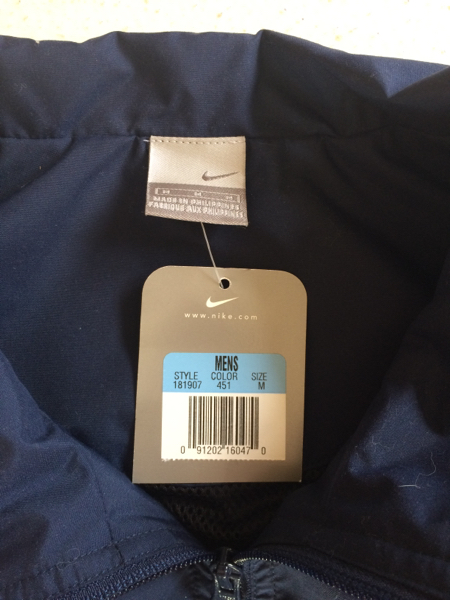 M M M
MADE IN PHILIPPINES
FABRIQUE AUX PHILIPPINES
www.nike.com
MENS
STYLE COLOR SIZE
181907 451 M
0 91202 16047 0